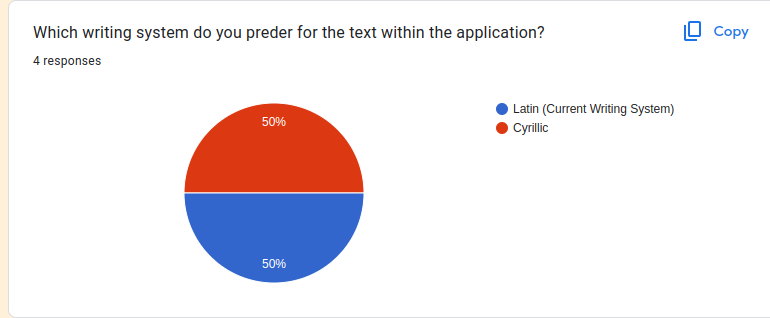 Which writing system do you preder for the text within the application?
Copy
4 responses
50%
50%
Latin (Current Writing System)
Cyrillic